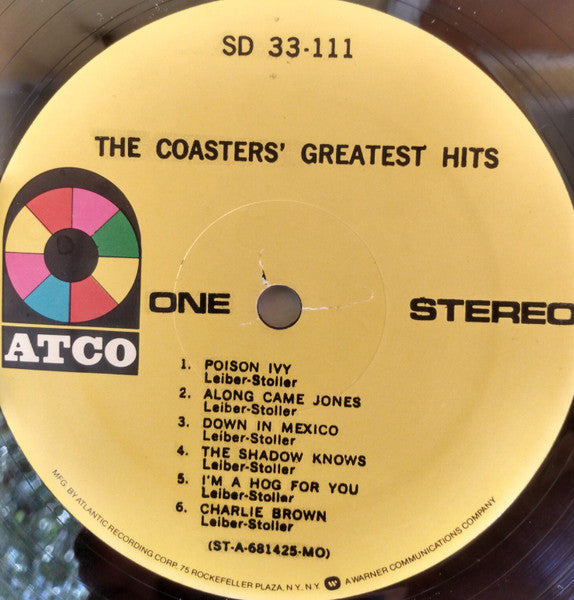 SD 33-111
THE COASTERS' GREATEST HITS
ATCO
ONE
STEREO
1. POISON IVY
Leiber-Stoller
2. ALONG CAME JONES
Leiber-Stoller
3. DOWN IN MEXICO
Leiber-Stoller
4. THE SHADOW KNOWS
Leiber-Stoller
5. I'M A HOG FOR YOU
Leiber-Stoller
6. CHARLIE BROWN
Leiber-Stoller
(ST-A-681425-MO)
MFG. BY ATLANTIC RECORDING CORP. 75 ROCKEFELLER PLAZA, N.Y. N.Y. W A WARNER COMMUNICATIONS COMPANY